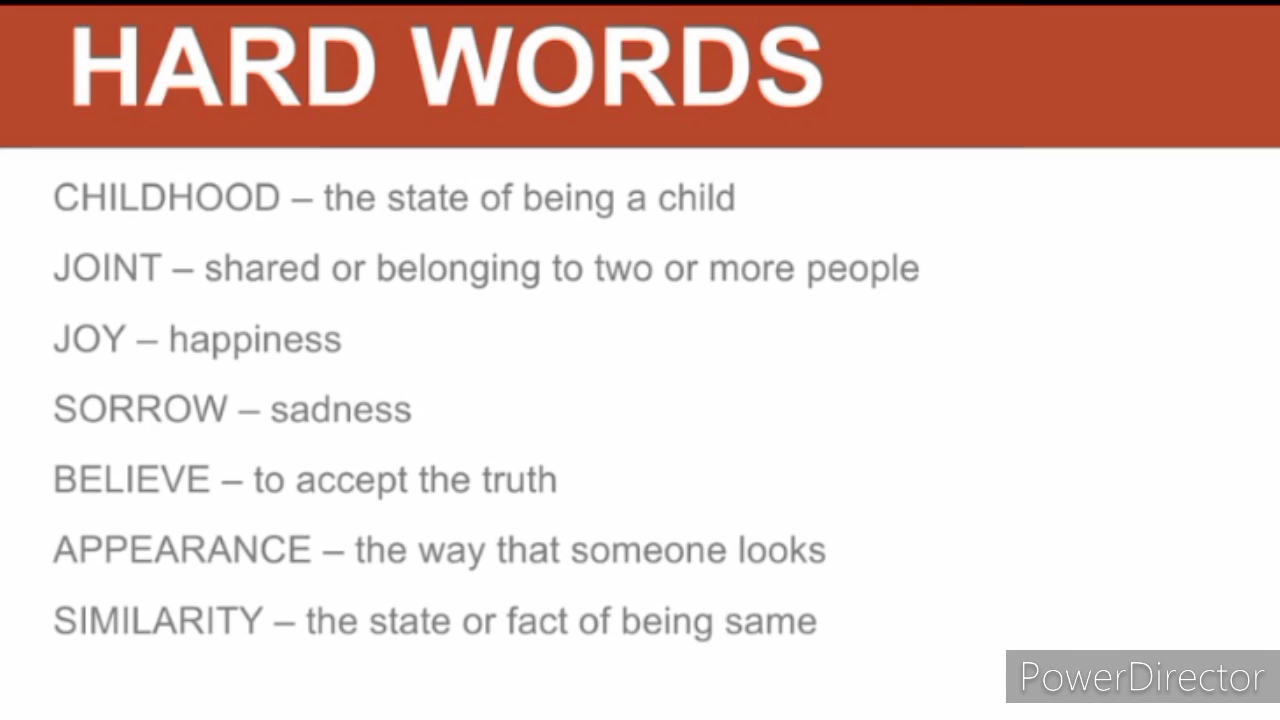 HARD WORDS
CHILDHOOD – the state of being a child
JOINT – shared or belonging to two or more people
JOY – happiness
SORROW – sadness
BELIEVE – to accept the truth
APPEARANCE – the way that someone looks
SIMILARITY – the state or fact of being same
PowerDirector